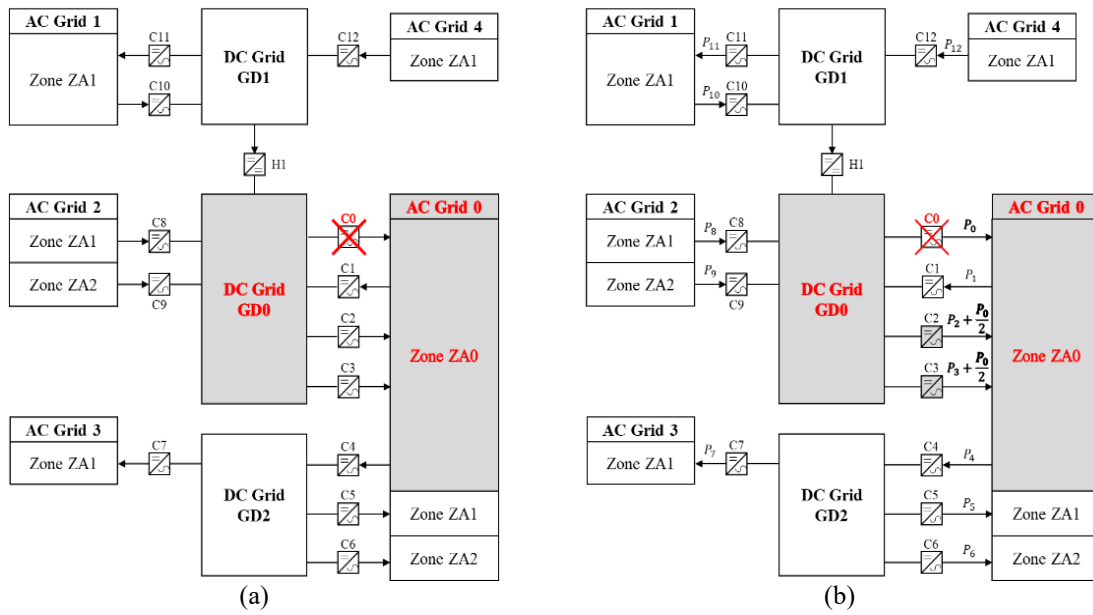 AC Grid 1
Zone ZA1
C11
C10
DC Grid
GD1
C12
AC Grid 4
Zone ZA1
H1
AC Grid 2
Zone ZA1
Zone ZA2
C8
C9
DC Grid
GD0
C0
C1
C2
C3
AC Grid 0
Zone ZA0
AC Grid 3
Zone ZA1
C7
DC Grid
GD2
C4
C5
C6
Zone ZA1
Zone ZA2
(a)
AC Grid 1
Zone ZA1
P11
C11
P10
C10
DC Grid
GD1
C12
P12
AC Grid 4
Zone ZA1
H1
AC Grid 2
Zone ZA1
Zone ZA2
P8
C8
P9
C9
DC Grid
GD0
C0
P0
C1
P1
C2
P2 + P0/2
C3
P3 + P0/2
AC Grid 0
Zone ZA0
AC Grid 3
Zone ZA1
P7
C7
DC Grid
GD2
C4
P4
C5
P5
C6
P6
Zone ZA1
Zone ZA2
(b)